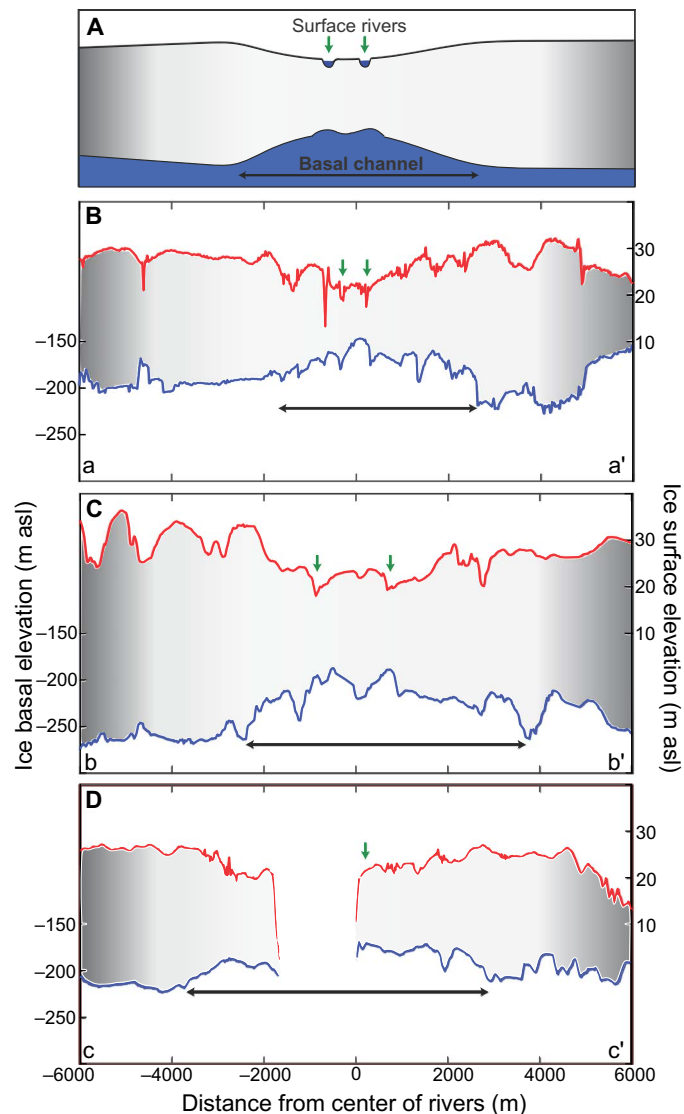 A
Surface rivers
Basal channel
B
30
20
10
−150
−200
−250
a
a'
C
30
20
10
−150
−200
−250
b
b'
Ice basal elevation (m asl)
Ice surface elevation (m asl)
D
30
20
10
−150
−200
−250
c
c'
−6000 −4000 −2000 0 2000 4000 6000
Distance from center of rivers (m)